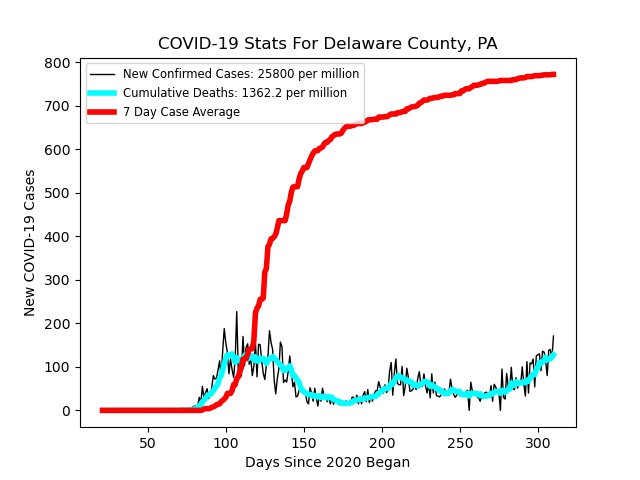 COVID-19 Stats For Delaware County, PA
New Confirmed Cases: 25800 per million
Cumulative Deaths: 1362.2 per million
7 Day Case Average
New COVID-19 Cases
800
700
600
500
400
300
200
100
0
50 100 150 200 250 300
Days Since 2020 Began